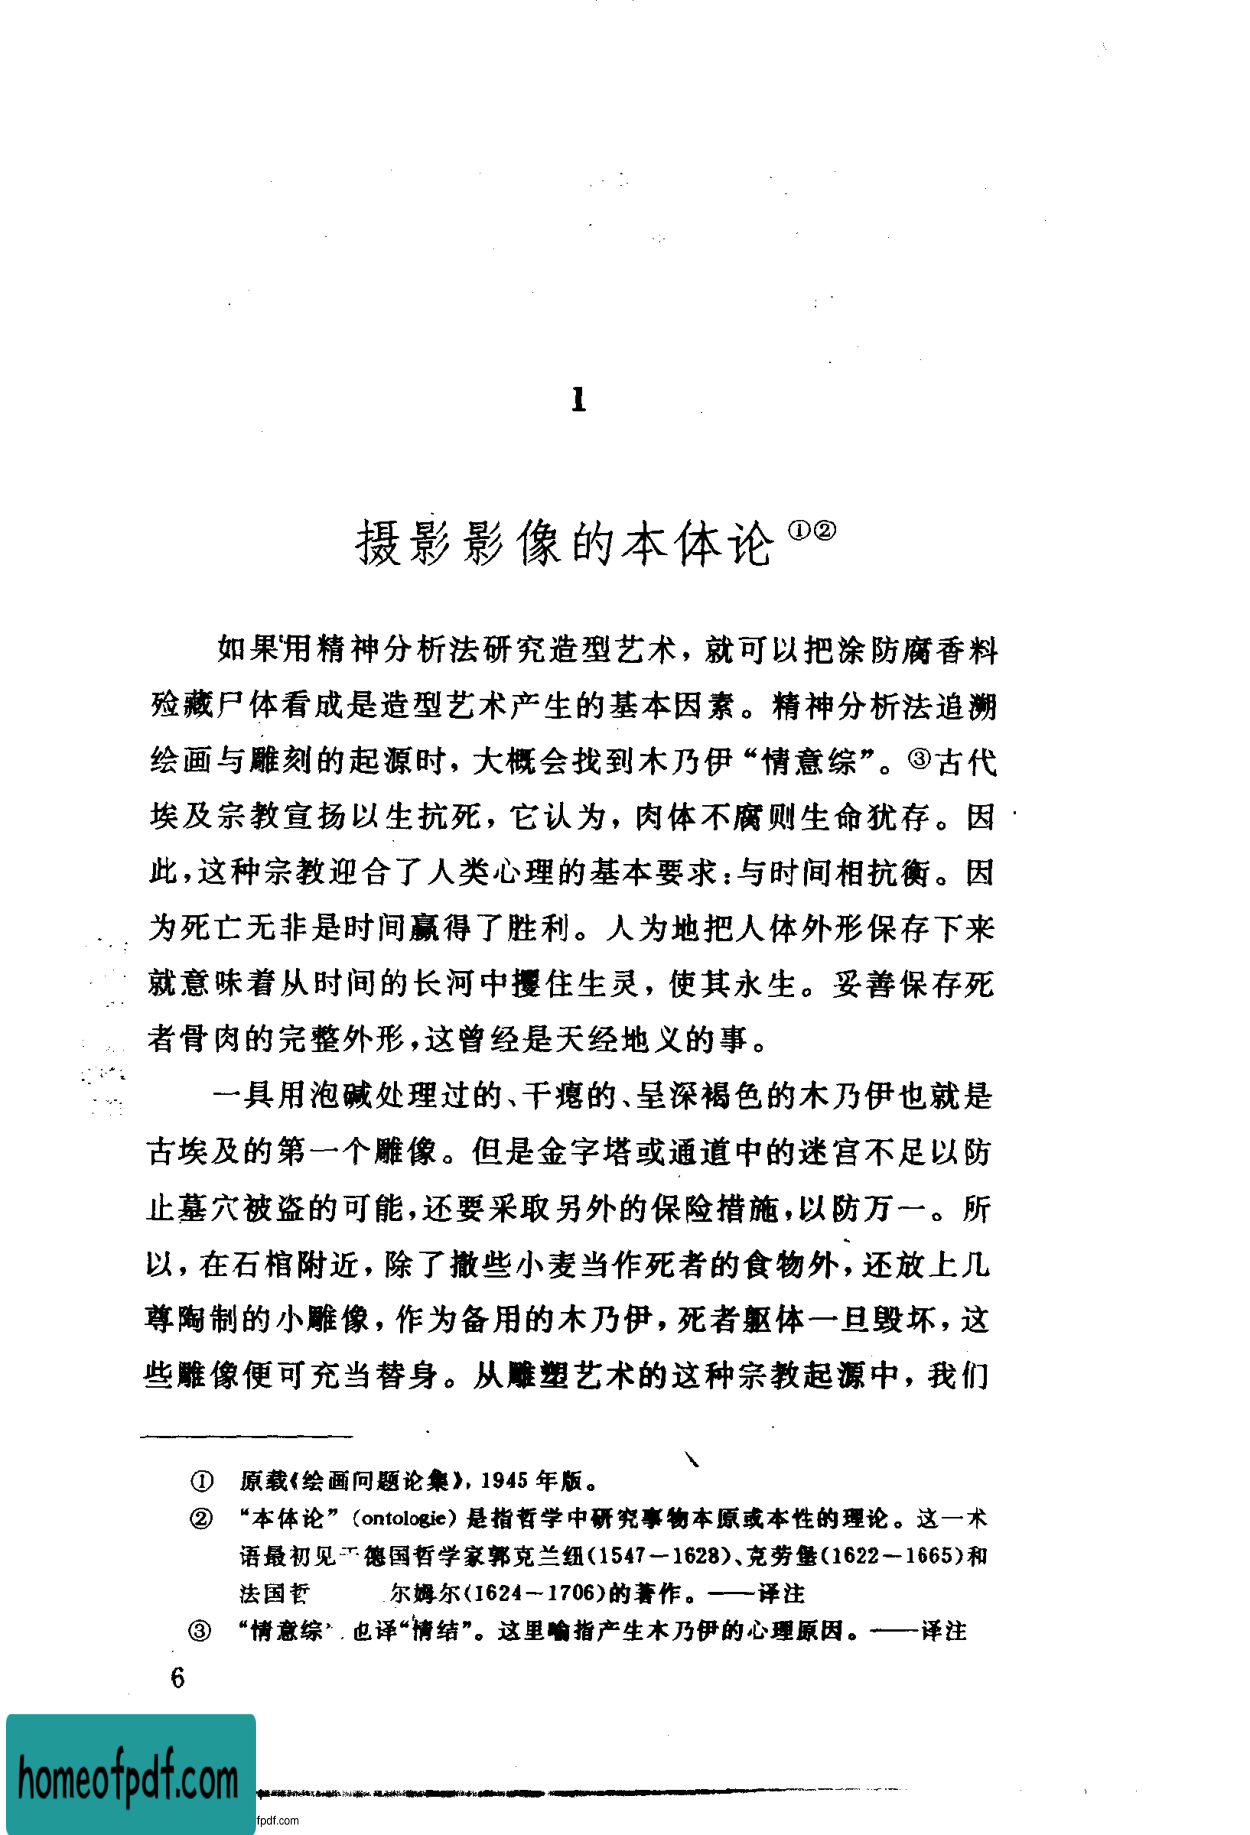 1
摄影影像的本体论①②
如果用精神分析法研究造型艺术，就可以把涂防腐香料
殓藏尸体看成是造型艺术产生的基本因素。精神分析法追溯
绘画与雕刻的起源时，大概会找到木乃伊“情意综”。③古代
埃及宗教宣扬以生抗死，它认为，肉体不腐则生命犹存。因
此，这种宗教迎合了人类心理的基本要求：与时间相抗衡。因
为死亡无非是时间赢得了胜利。人为地把人体外形保存下来
就意味着从时间的长河中攫住生灵，使其永生。妥善保存死
者骨肉的完整外形，这曾经是天经地义的事。
一具用泡碱处理过的、干瘪的、呈深褐色的木乃伊也就是
古埃及的第一个雕像。但是金字塔或通道中的迷宫不足以防
止墓穴被盗的可能，还要采取另外的保险措施，以防万一。所
以，在石棺附近，除了撒些小麦当作死者的食物外，还放上几
尊陶制的小雕像，作为备用的木乃伊，死者躯体一旦毁坏，这
些雕像便可充当替身。从雕塑艺术的这种宗教起源中，我们
① 原载《绘画问题论集》，1945年版。
② “本体论”（ontologie）是指哲学中研究事物本原或本性的理论。这一术
语最初见于德国哲学家郭克兰纽（1547—1628）、克劳堡（1622—1665）和
法国哲 尔姆尔（1624—1706）的著作。——译注
③ “情意综”也译“情结”。这里喻指产生木乃伊的心理原因。——译注
6
homeofpdf.com
fpdf.com